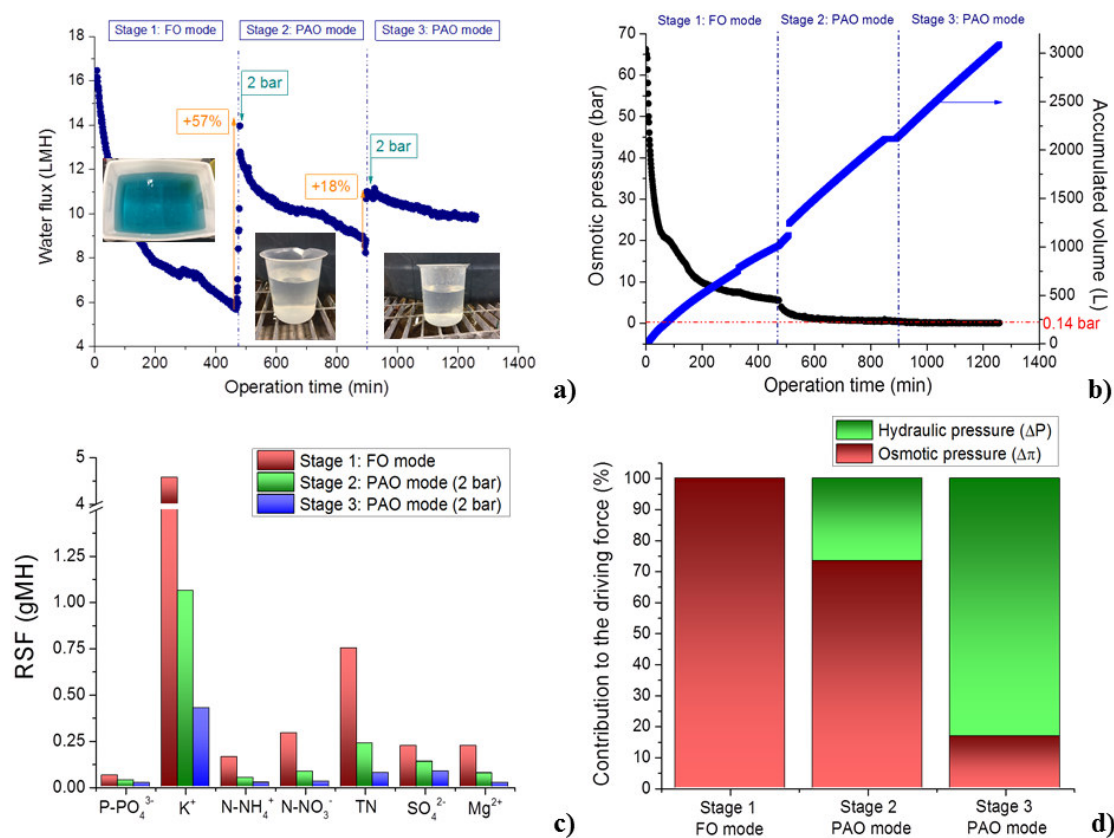 Stage 1: FO mode Stage 2: PAO mode Stage 3: PAO mode
18
16
14
12
10
8
6
4
Water flux (LMH)
2 bar
+57%
2 bar
+18%
0 200 400 600 800 1000 1200 1400
Operation time (min)
a)
Stage 1: FO mode Stage 2: PAO mode Stage 3: PAO mode
70
60
50
40
30
20
10
0
Osmotic pressure (bar)
3000
2500
2000
1500
1000
500
0
Accumulated volume (L)
0.14 bar
0 200 400 600 800 1000 1200 1400
Operation time (min)
b)
5
4
1.25
1.00
0.75
0.50
0.25
0.00
RSF (gMH)
Stage 1: FO mode
Stage 2: PAO mode (2 bar)
Stage 3: PAO mode (2 bar)
P-PO₄³⁻ K⁺ N-NH₄⁺ N-NO₃⁻ TN SO₄²⁻ Mg²⁺
c)
Hydraulic pressure (ΔP)
Osmotic pressure (Δπ)
100
90
80
70
60
50
40
30
20
10
0
Contribution to the driving force (%)
Stage 1 Stage 2 Stage 3
FO mode PAO mode PAO mode
d)